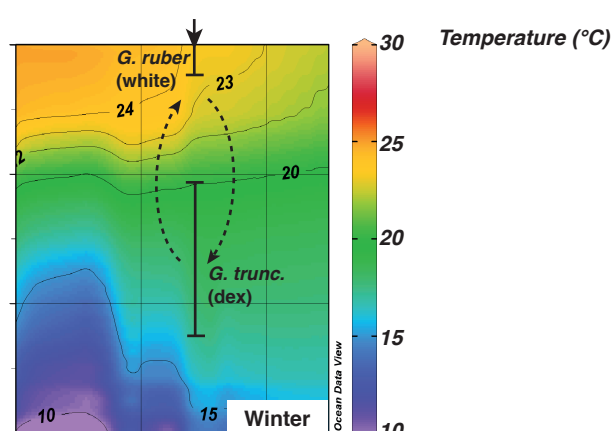 Temperature (°C)
G. ruber
(white)
23
24
2
20
G. trunc.
(dex)
10
15
Winter
30
25
20
15
10
Ocean Data View